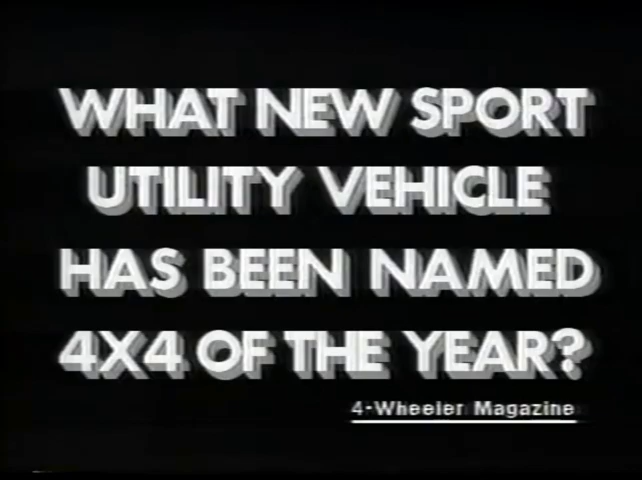 WHAT NEW SPORT
UTILITY VEHICLE
HAS BEEN NAMED
4X4 OF THE YEAR?
4-Wheeler Magazine